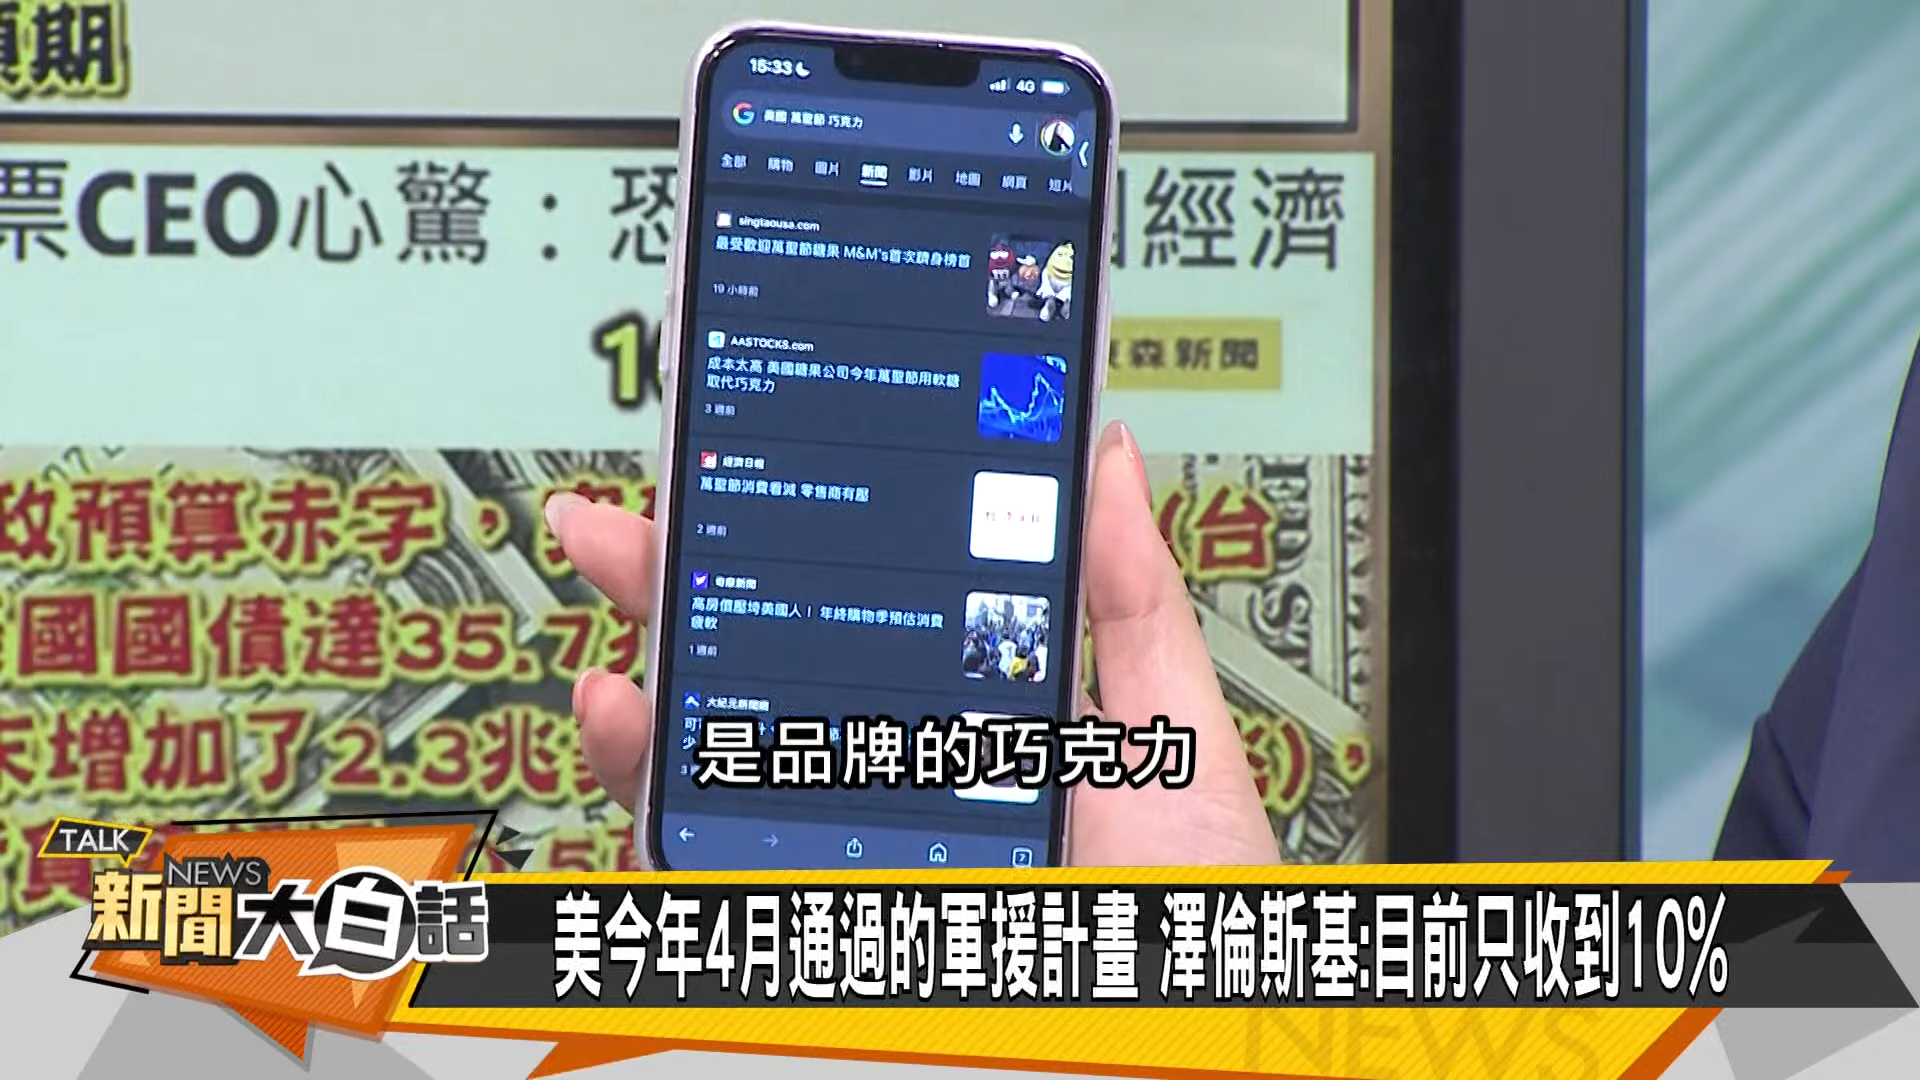 預期
票CEO心驚：恐
國經濟
東森新聞
政預算赤字，
(台
國國債達35.7兆
末增加了2.3兆
兆)，
15:33
4G
美國 萬聖節 巧克力
全部 購物 圖片 新聞 影片 地圖 網頁 短片
singtaousa.com
最受歡迎萬聖節糖果 M&M's首次躋身榜首
19 小時前
AASTOCKS.com
成本太高 美國糖果公司今年萬聖節用軟糖
取代巧克力
3 週前
經濟日報
萬聖節消費看減 零售商有壓
2 週前
奇摩新聞
高房價壓垮美國人！ 年終購物季預估消費
疲軟
1 週前
大紀元新聞網
是品牌的巧克力
TALK
NEWS
新聞大白話
美今年4月通過的軍援計畫 澤倫斯基:目前只收到10%
NEWS